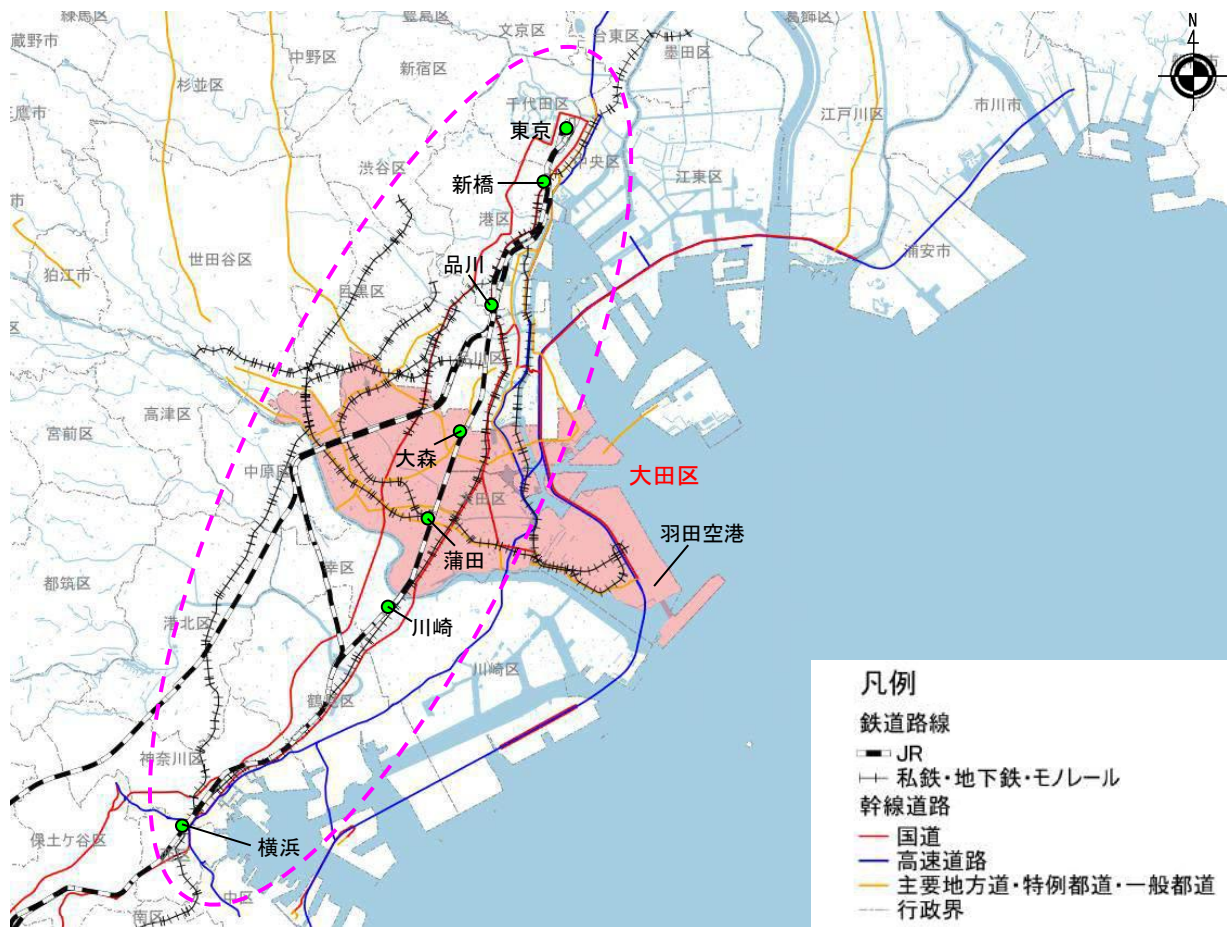 練馬区
豊島区
文京区
台東区
葛飾区
N
中野区
新宿区
墨田区
杉並区
千代田区
江戸川区
市川市
東京
渋谷区
中央区
新橋
江東区
港区
世田谷区
狛江市
品川
目黒区
浦安市
品川区
高津区
宮前区
大森
中原区
大田区
大田区
羽田空港
蒲田
都筑区
幸区
港北区
川崎
川崎区
鶴見区
神奈川区
保土ケ谷区
横浜
西区
中区
南区
凡例
鉄道路線
JR
私鉄・地下鉄・モノレール
幹線道路
国道
高速道路
主要地方道・特例都道・一般都道
行政界